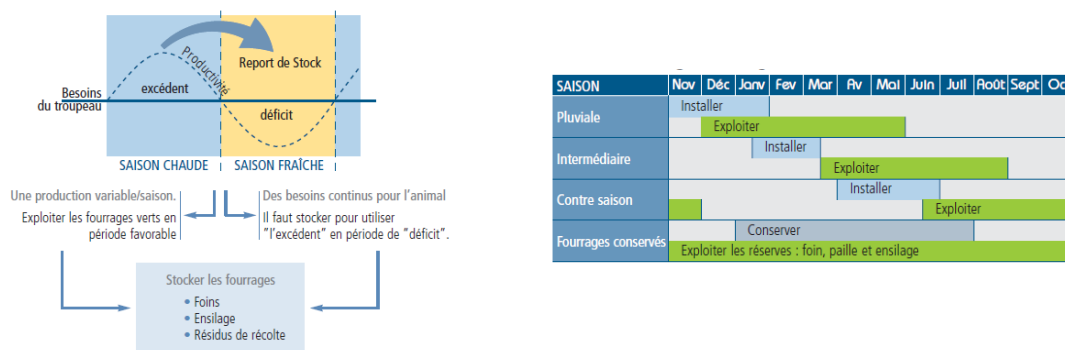 Productivité
Report de Stock
excédent
Besoins
du troupeau
déficit
SAISON CHAUDE
SAISON FRAÎCHE
Une production variable/saison.
Exploiter les fourrages verts en
période favorable
Des besoins continus pour l'animal
Il faut stocker pour utiliser
"l'excédent" en période de "déficit".
Stocker les fourrages
• Foins
• Ensilage
• Résidus de récolte
SAISON Nov Déc Janv Fev Mar Av Mai Juin Juil Août Sept Oc
Pluviale
Installer
Exploiter
Intermédiaire
Installer
Exploiter
Contre saison
Installer
Exploiter
Fourrages conservés
Conserver
Exploiter les réserves : foin, paille et ensilage